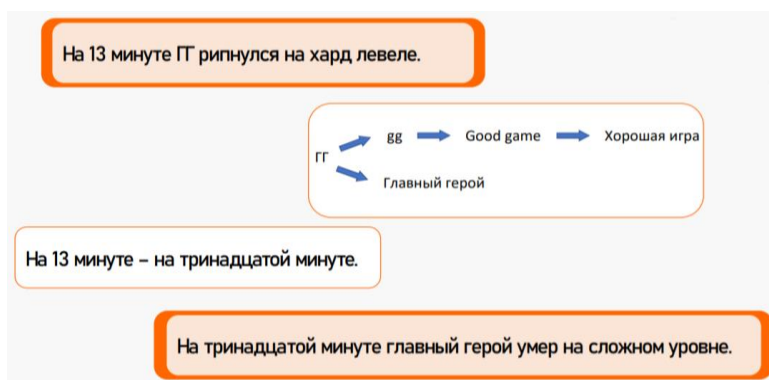 На 13 минуте ГГ рипнулся на хард левеле.
gg Good game Хорошая игра
ГГ
Главный герой
На 13 минуте – на тринадцатой минуте.
На тринадцатой минуте главный герой умер на сложном уровне.